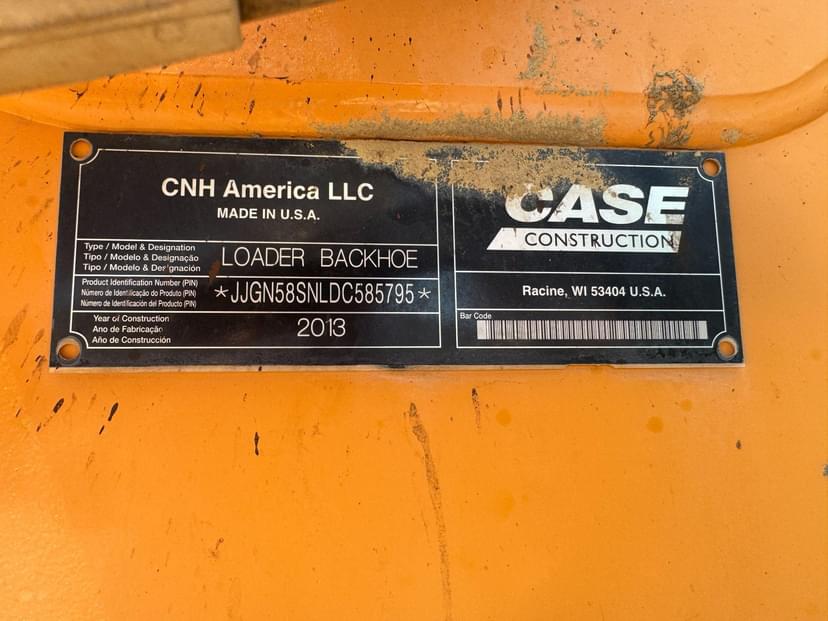 CNH America LLC
MADE IN U.S.A.
Type / Model & Designation
Tipo / Modelo & Designação
Tipo / Modelo & Designación
LOADER BACKHOE
Product Identification Number (PIN)
Número de Identificação do Produto (PIN)
Número de Identificación del Producto (PIN)
*JJGN58SNLDC585795*
Year of Construction
Ano de Fabricação
Año de Construcción
2013
CASE
CONSTRUCTION
Racine, WI 53404 U.S.A.
Bar Code